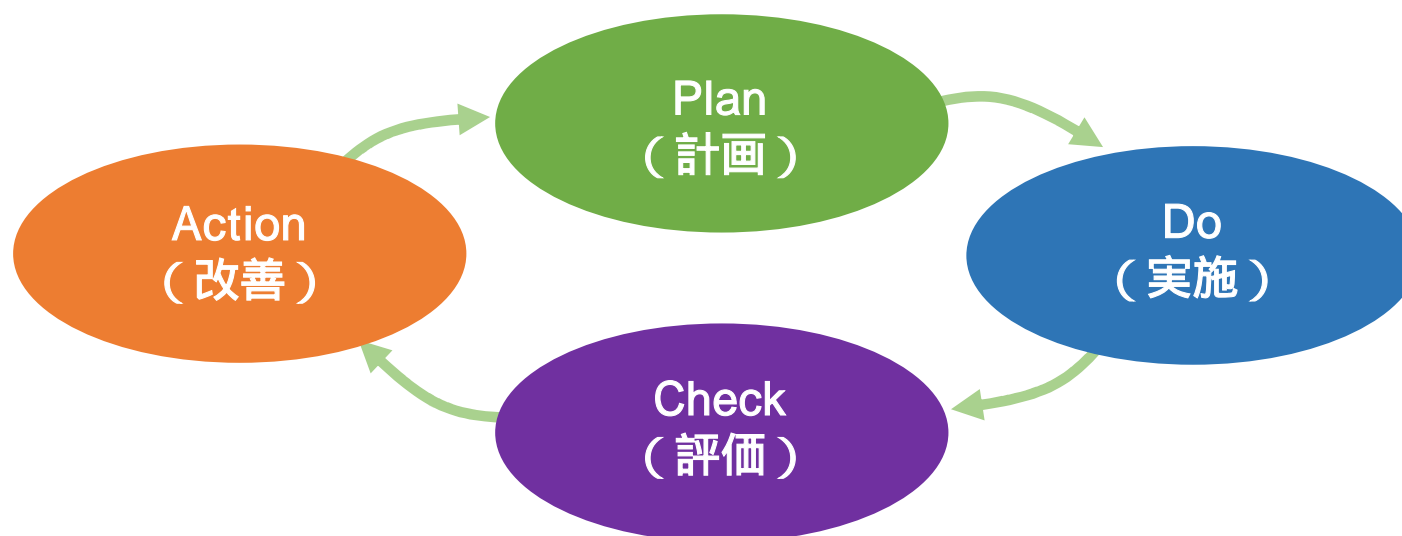 Plan
（計画）
Do
（実施）
Check
（評価）
Action
（改善）